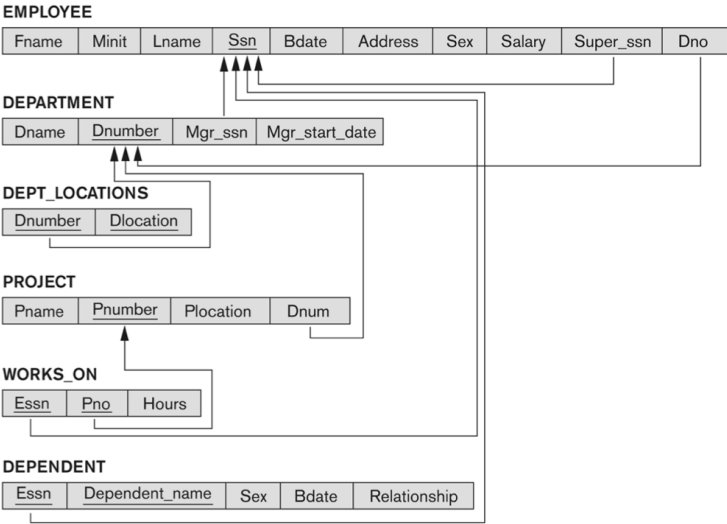 EMPLOYEE
Fname Minit Lname Ssn Bdate Address Sex Salary Super_ssn Dno
DEPARTMENT
Dname Dnumber Mgr_ssn Mgr_start_date
DEPT_LOCATIONS
Dnumber Dlocation
PROJECT
Pname Pnumber Plocation Dnum
WORKS_ON
Essn Pno Hours
DEPENDENT
Essn Dependent_name Sex Bdate Relationship